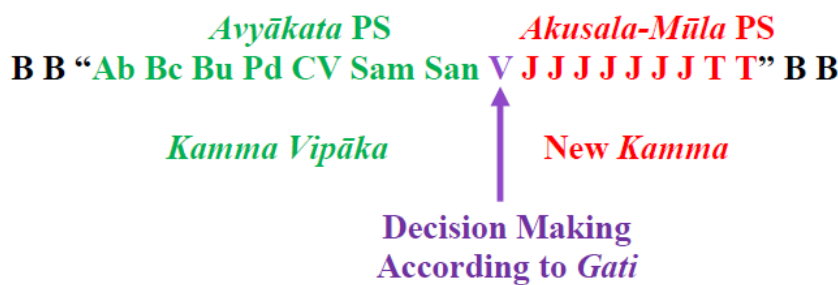 Avyākata PS Akusala-Mūla PS
B B “Ab Bc Bu Pd CV Sam San V J J J J J J J T T” B B
Kamma Vipāka New Kamma
Decision Making
According to Gati